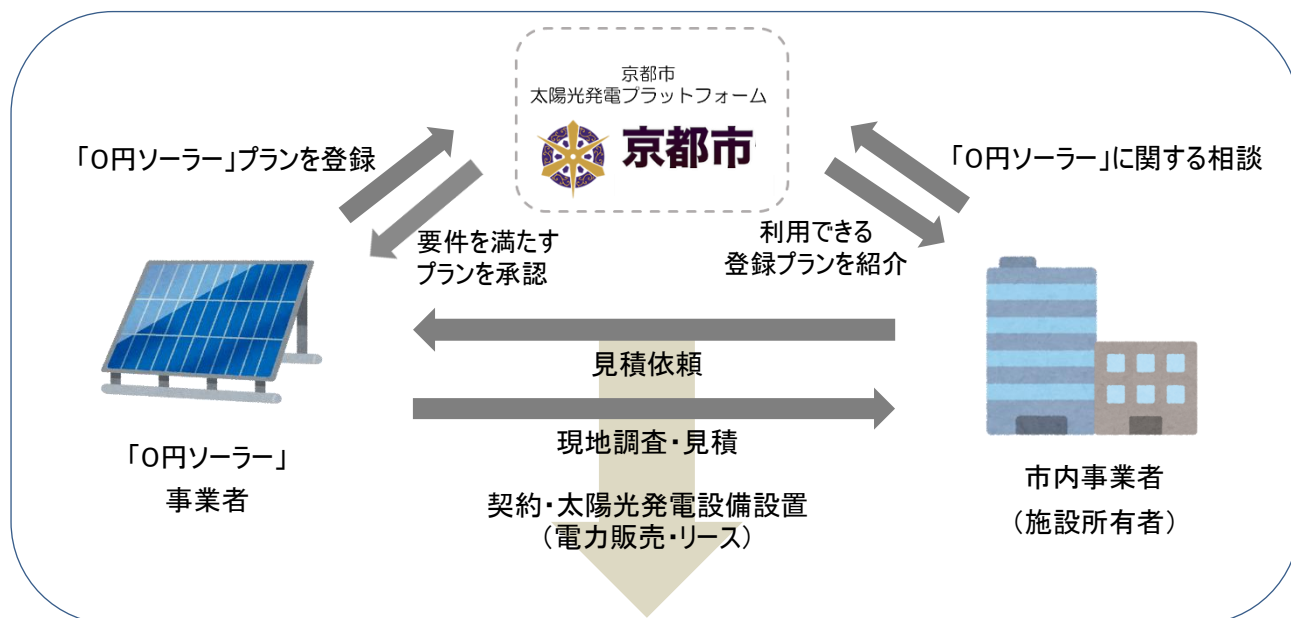 京都市
太陽光発電プラットフォーム
京都市
「0円ソーラー」プランを登録
「0円ソーラー」に関する相談
要件を満たす
プランを承認
利用できる
登録プランを紹介
見積依頼
現地調査・見積
「0円ソーラー」
事業者
契約・太陽光発電設備設置
（電力販売・リース）
市内事業者
（施設所有者）